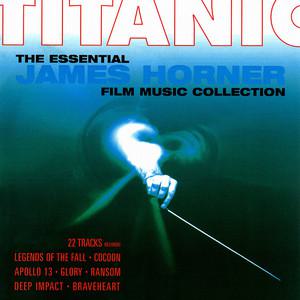 TITANIC
THE ESSENTIAL
JAMES HORNER
FILM MUSIC COLLECTION
22 TRACKS INCLUDING
LEGENDS OF THE FALL • COCOON
APOLLO 13 • GLORY • RANSOM
DEEP IMPACT • BRAVEHEART